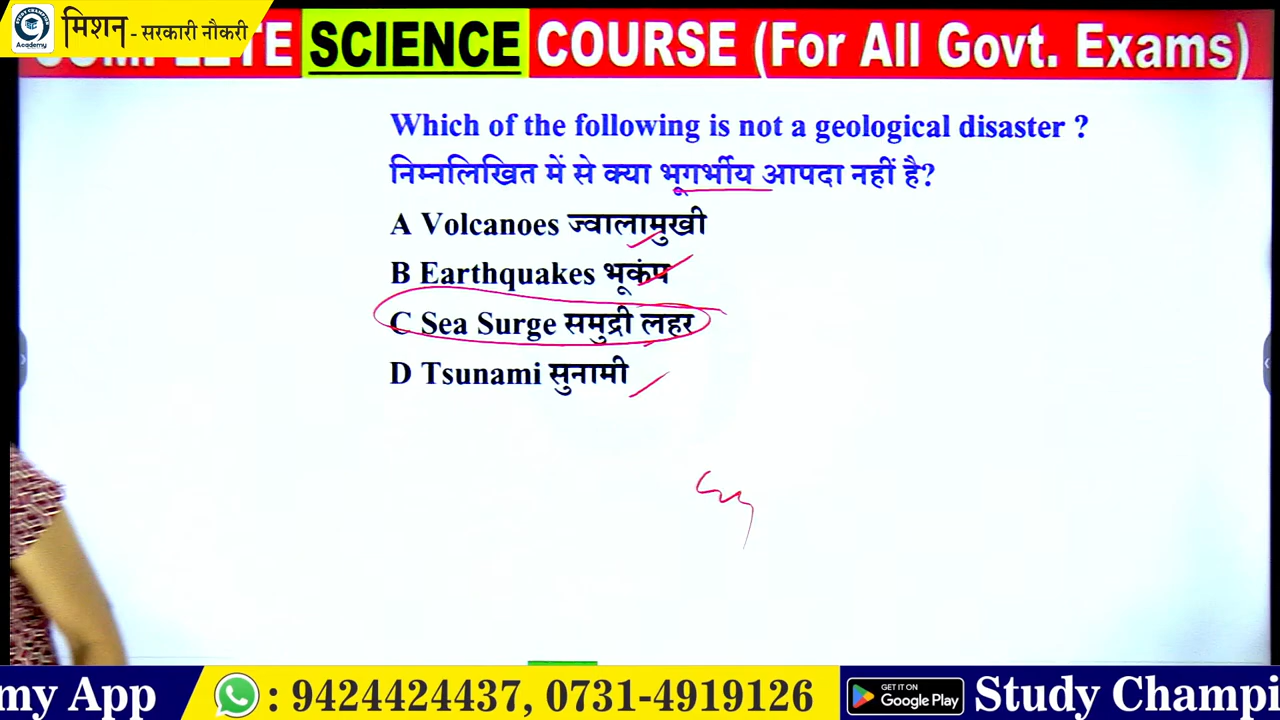 Academy
मिशन - सरकारी नौकरी
COMPLETE SCIENCE COURSE (For All Govt. Exams)
Which of the following is not a geological disaster ?
निम्नलिखित में से क्या भूगर्भीय आपदा नहीं है?
A Volcanoes ज्वालामुखी
B Earthquakes भूकंप
C Sea Surge समुद्री लहर
D Tsunami सुनामी
my App
: 9424424437, 0731-4919126
GET IT ON
Google Play
Study Champi